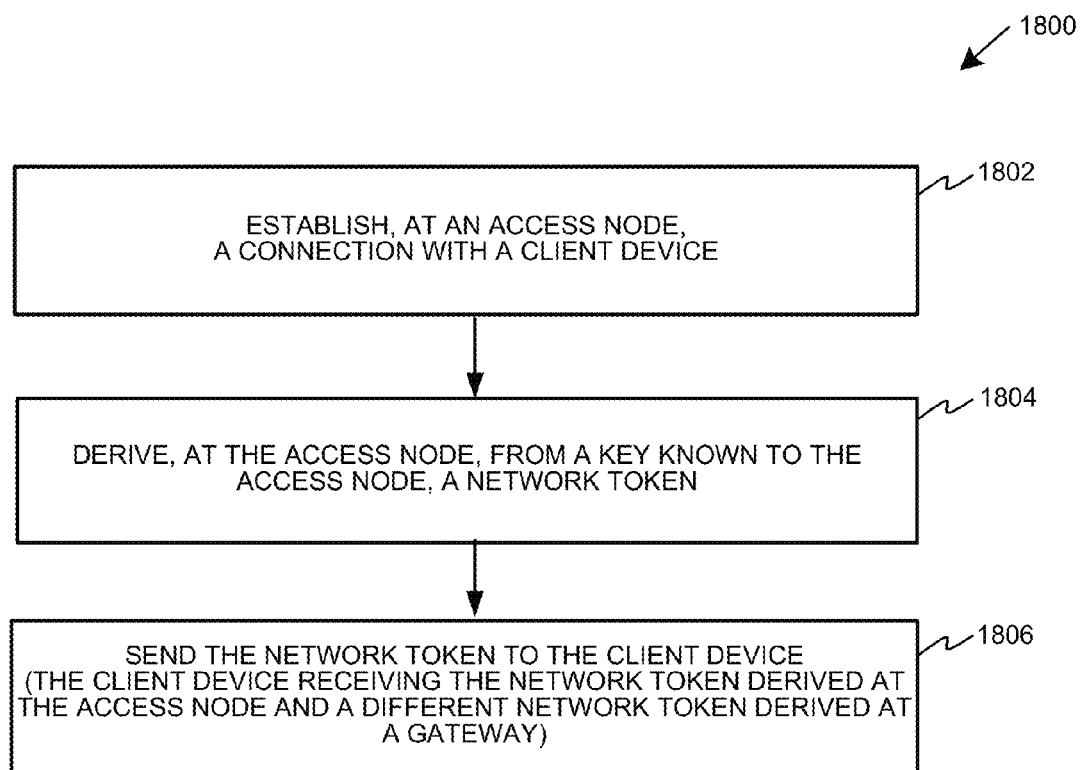 1800
1802
ESTABLISH, AT AN ACCESS NODE,
A CONNECTION WITH A CLIENT DEVICE
1804
DERIVE, AT THE ACCESS NODE, FROM A KEY KNOWN TO THE
ACCESS NODE, A NETWORK TOKEN
1806
SEND THE NETWORK TOKEN TO THE CLIENT DEVICE
(THE CLIENT DEVICE RECEIVING THE NETWORK TOKEN DERIVED AT
THE ACCESS NODE AND A DIFFERENT NETWORK TOKEN DERIVED AT
A GATEWAY)